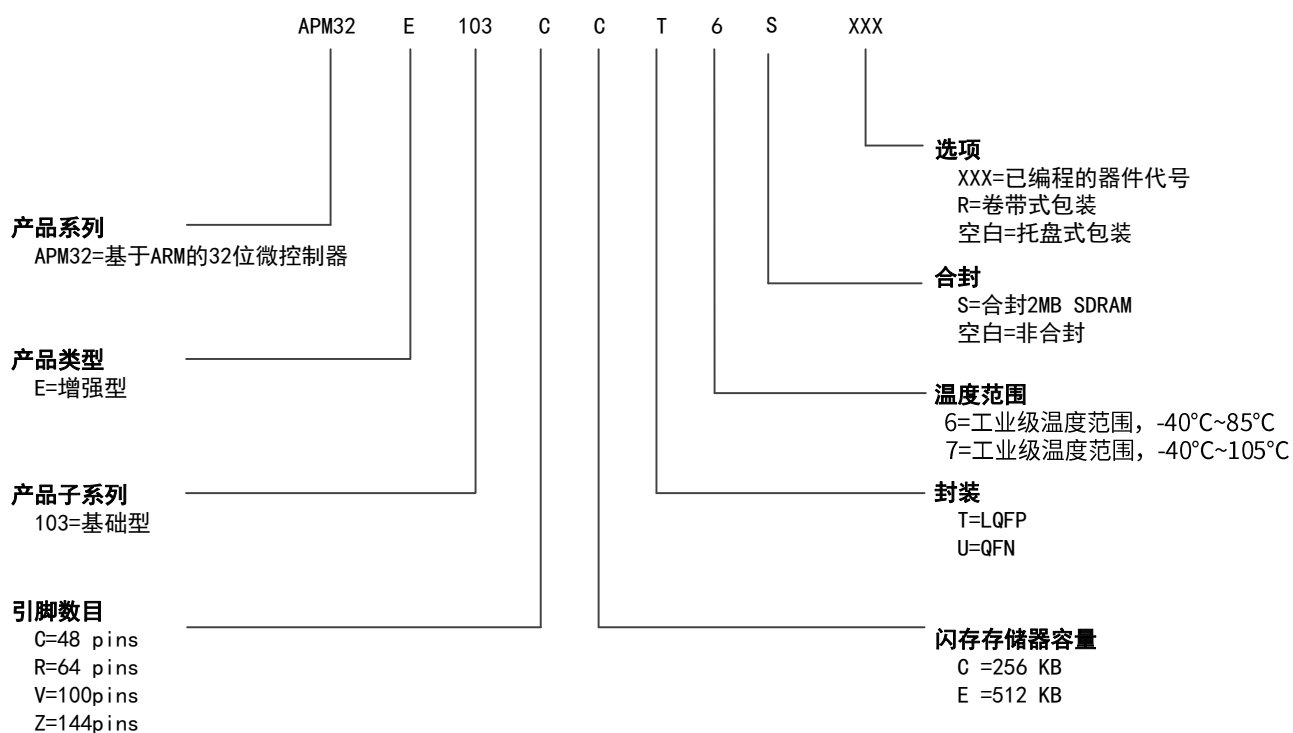 APM32 E 103 C C T 6 S XXX
选项
XXX=已编程的器件代号
R=卷带式包装
空白=托盘式包装
产品系列
APM32=基于ARM的32位微控制器
合封
S=合封2MB SDRAM
空白=非合封
产品类型
E=增强型
温度范围
6=工业级温度范围，-40℃~85℃
7=工业级温度范围，-40℃~105℃
产品子系列
103=基础型
封装
T=LQFP
U=QFN
引脚数目
C=48 pins
R=64 pins
V=100pins
Z=144pins
闪存存储器容量
C =256 KB
E =512 KB